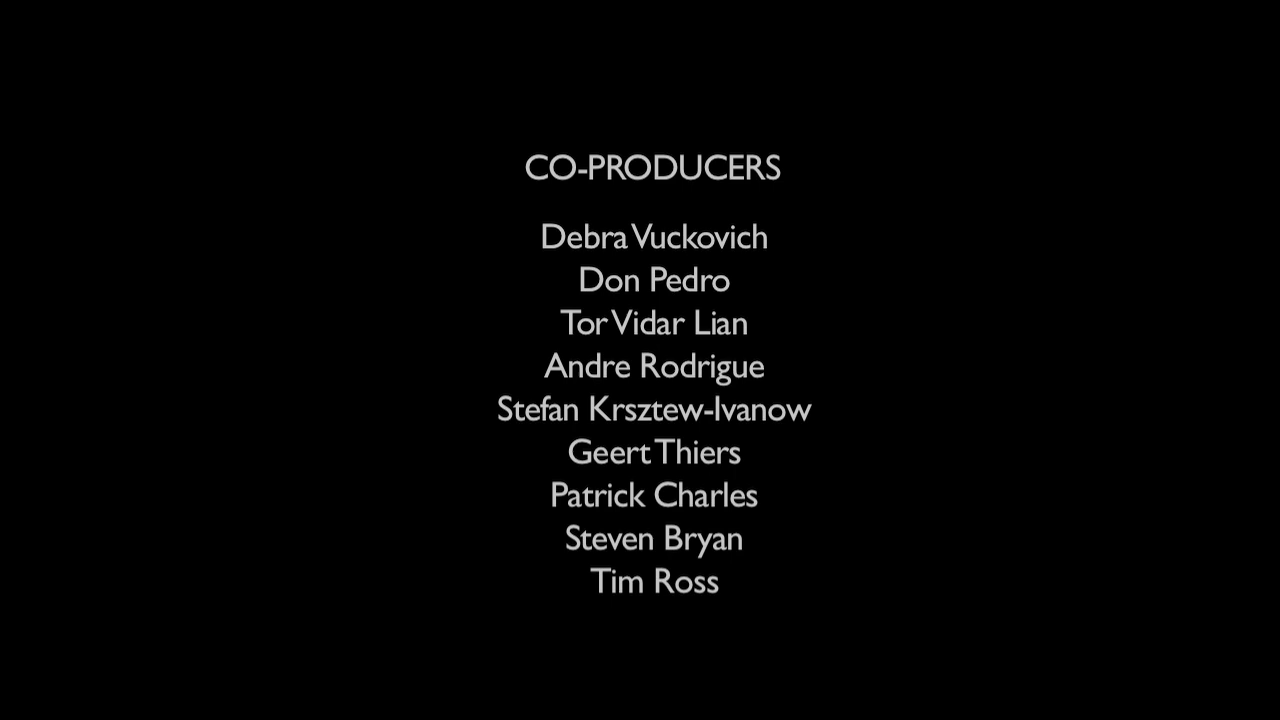 CO-PRODUCERS
Debra Vuckovich
Don Pedro
Tor Vidar Lian
Andre Rodrigue
Stefan Krsztew-Ivanow
Geert Thiers
Patrick Charles
Steven Bryan
Tim Ross